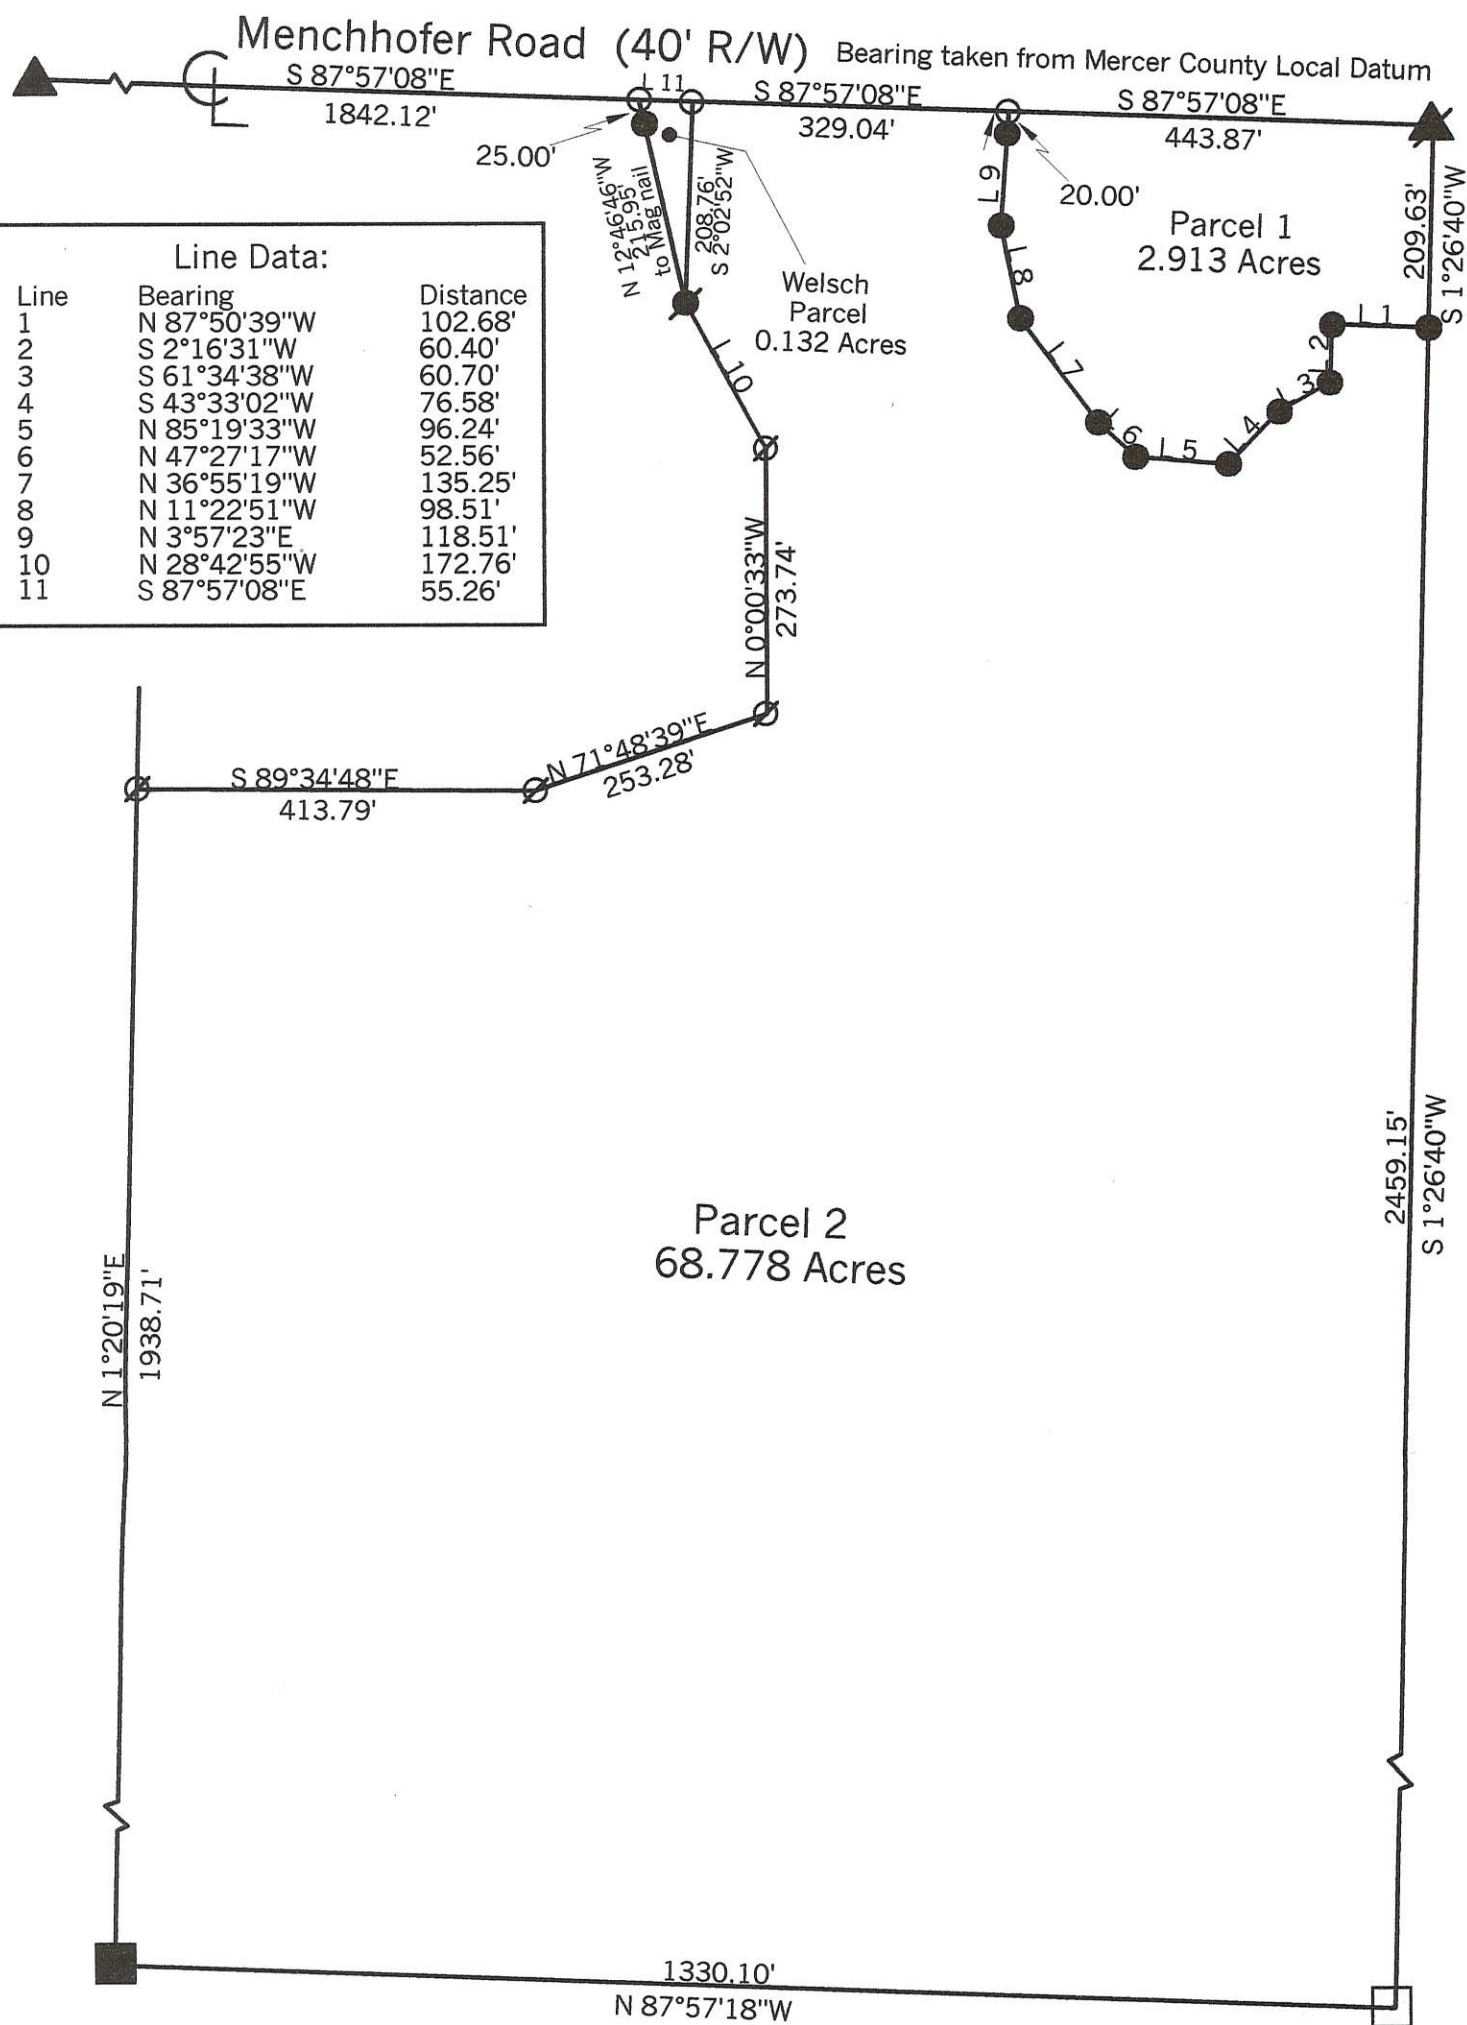 Menchhofer Road (40' R/W)
Bearing taken from Mercer County Local Datum
S 87°57'08"E
1842.12'
L 11
S 87°57'08"E
329.04'
S 87°57'08"E
443.87'
25.00'
20.00'
N 12°46'46"W
215.95'
to Mag nail
208.76'
S 2°02'52"W
Welsch
Parcel
0.132 Acres
L 9
L 8
L 7
L 6
L 5
L 4
L 3
L 2
L 1
Parcel 1
2.913 Acres
209.63'
S 1°26'40"W
Line Data:
Line Bearing Distance
1 N 87°50'39"W 102.68'
2 S 2°16'31"W 60.40'
3 S 61°34'38"W 60.70'
4 S 43°33'02"W 76.58'
5 N 85°19'33"W 96.24'
6 N 47°27'17"W 52.56'
7 N 36°55'19"W 135.25'
8 N 11°22'51"W 98.51'
9 N 3°57'23"E 118.51'
10 N 28°42'55"W 172.76'
11 S 87°57'08"E 55.26'
L 10
N 0°00'33"W
273.74'
N 71°48'39"E
253.28'
S 89°34'48"E
413.79'
N 1°20'19"E
1938.71'
Parcel 2
68.778 Acres
2459.15'
S 1°26'40"W
1330.10'
N 87°57'18"W